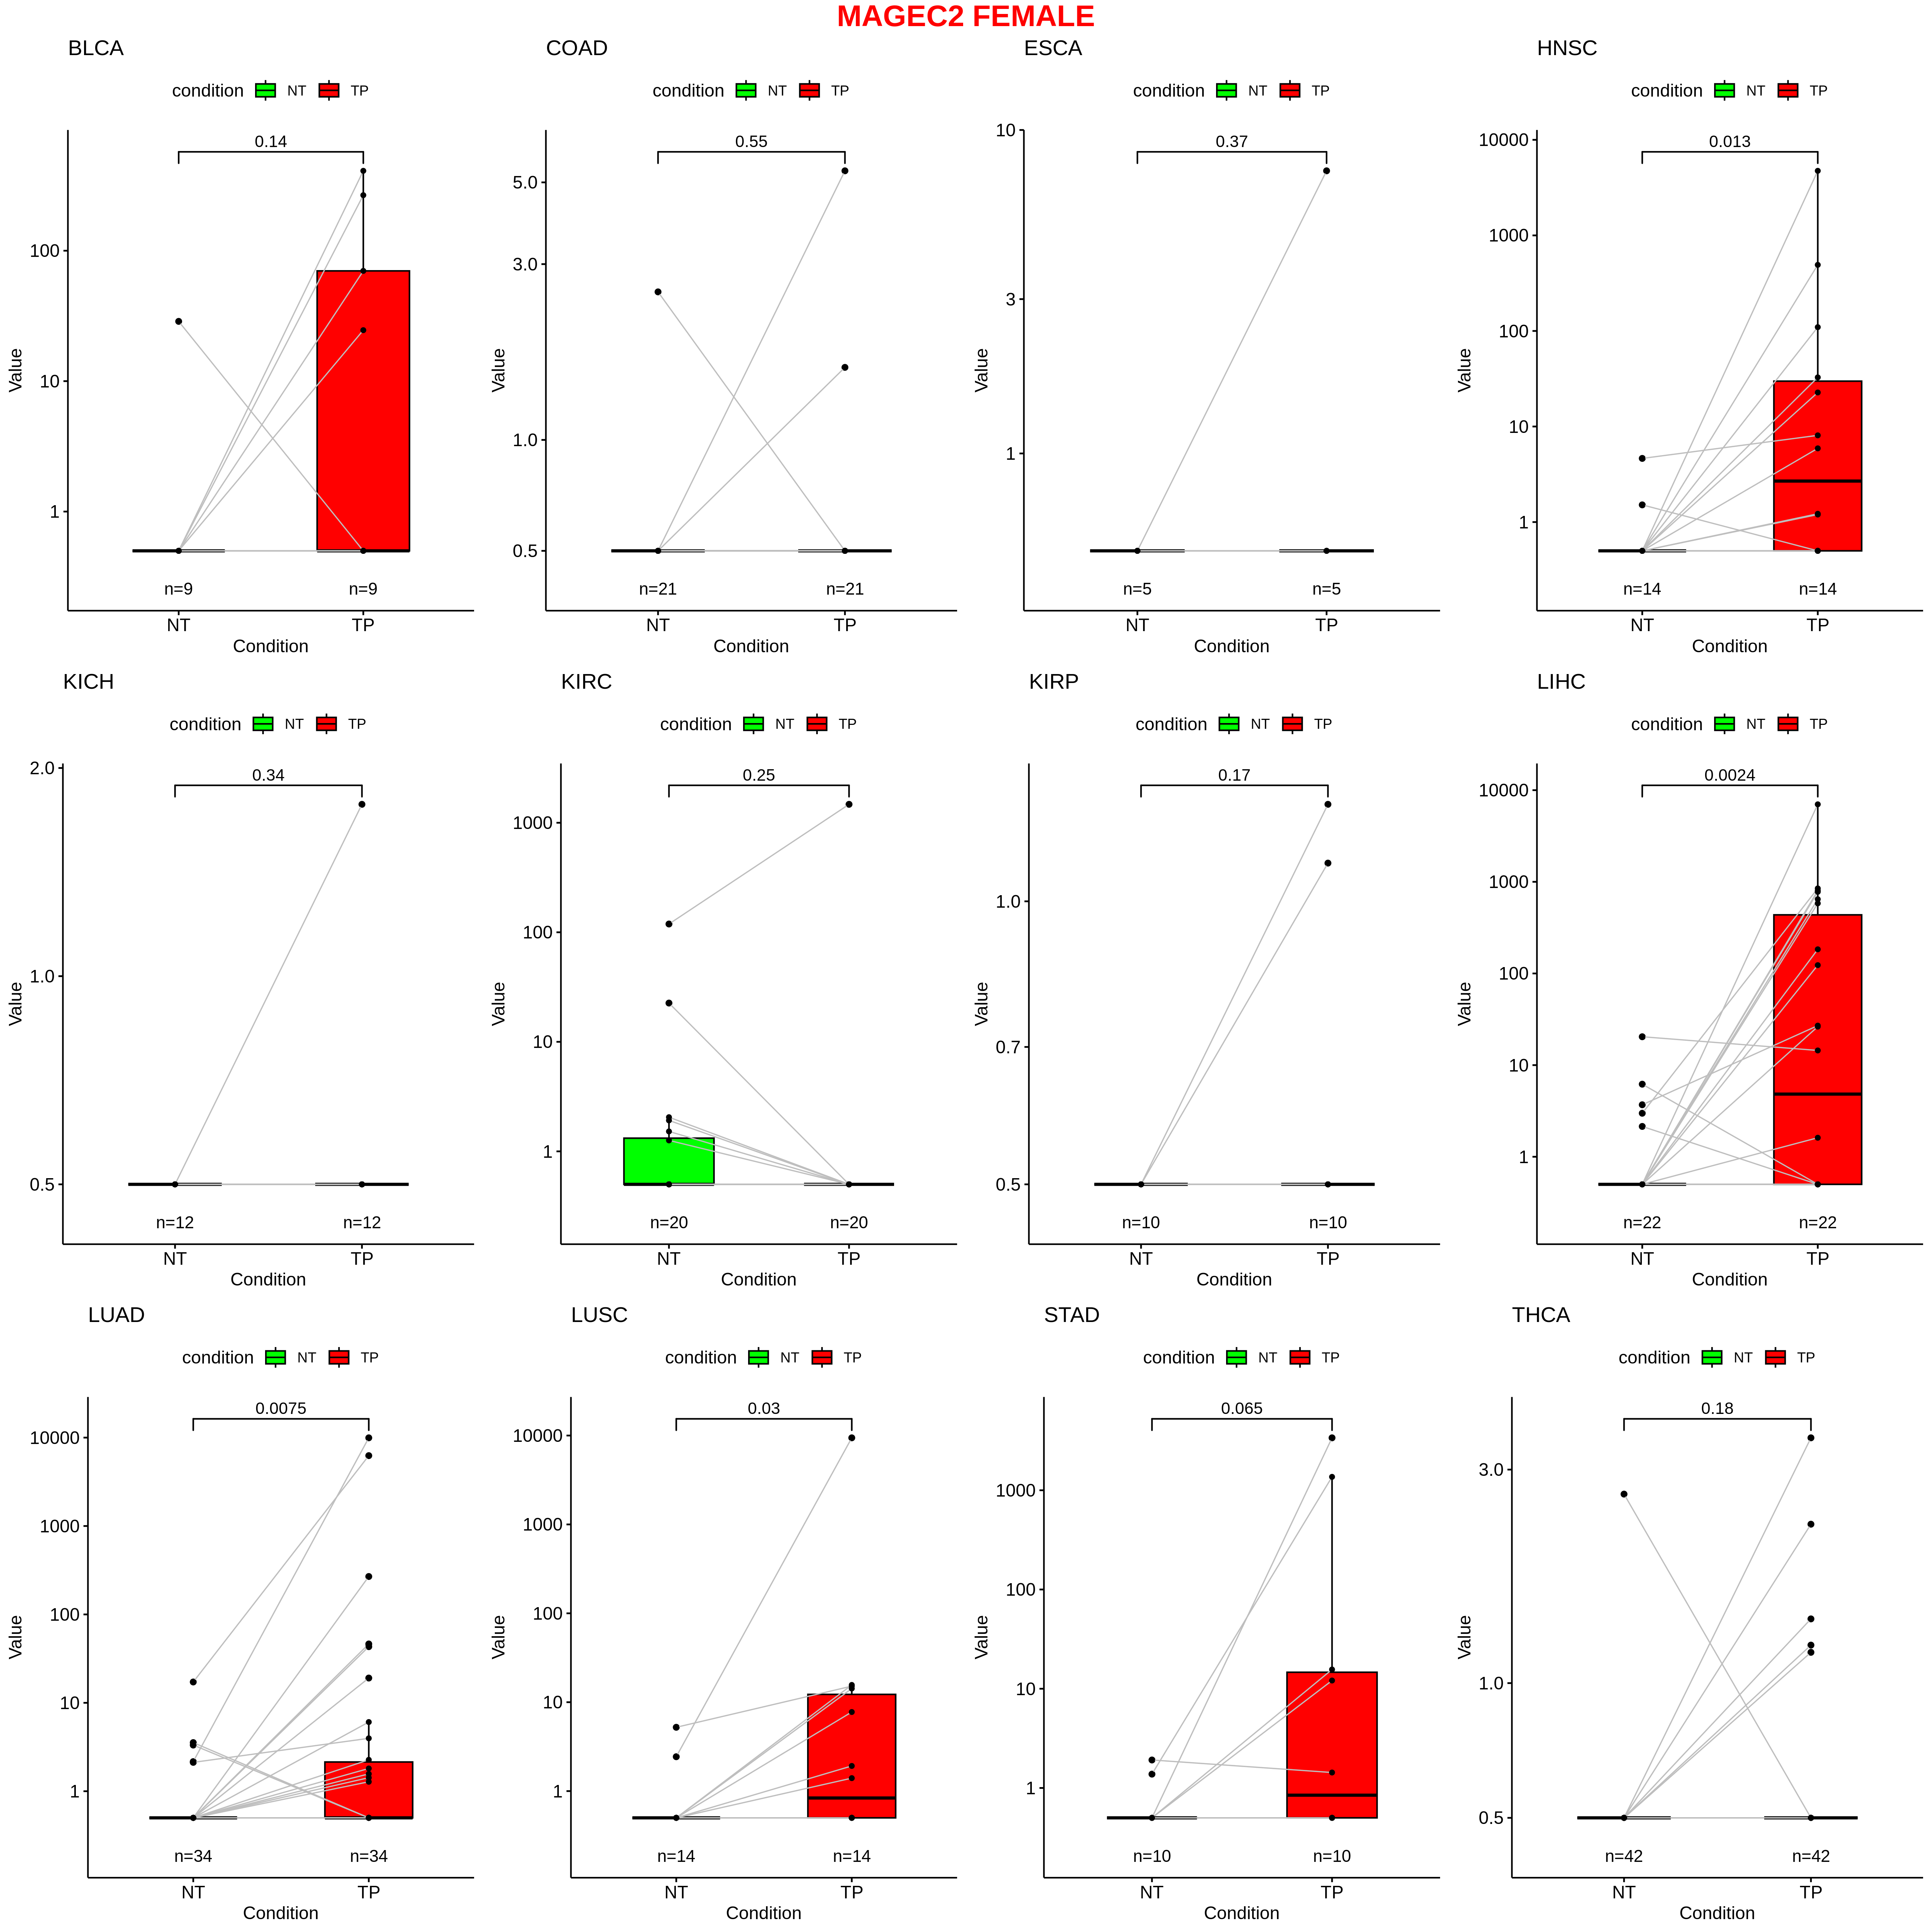 MAGEC2 FEMALE
BLCA
condition NT TP
0.14
100
10
1
Value
n=9 n=9
NT TP
Condition
COAD
condition NT TP
0.55
5.0
3.0
1.0
0.5
Value
n=21 n=21
NT TP
Condition
ESCA
condition NT TP
0.37
10
3
1
Value
n=5 n=5
NT TP
Condition
HNSC
condition NT TP
0.013
10000
1000
100
10
1
Value
n=14 n=14
NT TP
Condition
KICH
condition NT TP
0.34
2.0
1.0
0.5
Value
n=12 n=12
NT TP
Condition
KIRC
condition NT TP
0.25
1000
100
10
1
Value
n=20 n=20
NT TP
Condition
KIRP
condition NT TP
0.17
1.0
0.7
0.5
Value
n=10 n=10
NT TP
Condition
LIHC
condition NT TP
0.0024
10000
1000
100
10
1
Value
n=22 n=22
NT TP
Condition
LUAD
condition NT TP
0.0075
10000
1000
100
10
1
Value
n=34 n=34
NT TP
Condition
LUSC
condition NT TP
0.03
10000
1000
100
10
1
Value
n=14 n=14
NT TP
Condition
STAD
condition NT TP
0.065
1000
100
10
1
Value
n=10 n=10
NT TP
Condition
THCA
condition NT TP
0.18
3.0
1.0
0.5
Value
n=42 n=42
NT TP
Condition